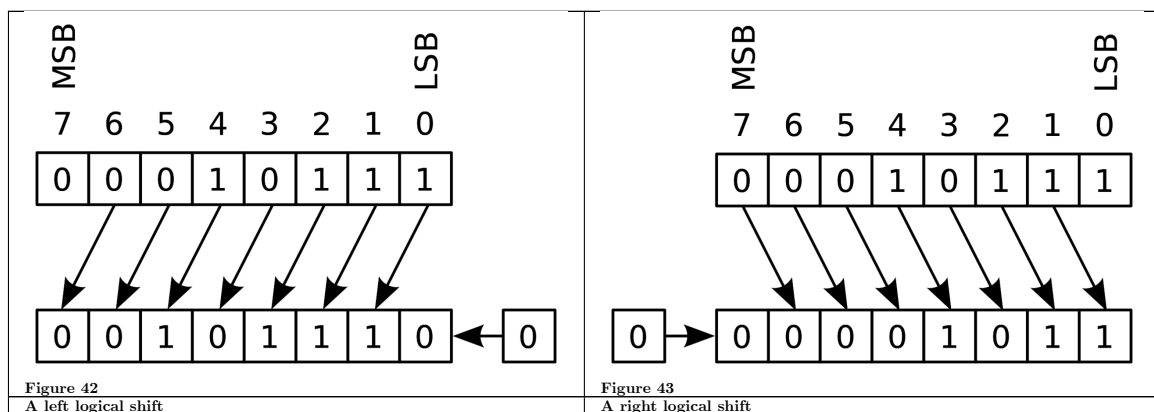 MSB LSB
7 6 5 4 3 2 1 0
0 0 0 1 0 1 1 1
0 0 1 0 1 1 1 0 0
Figure 42
A left logical shift
MSB LSB
7 6 5 4 3 2 1 0
0 0 0 1 0 1 1 1
0 0 0 0 0 1 0 1 1
Figure 43
A right logical shift